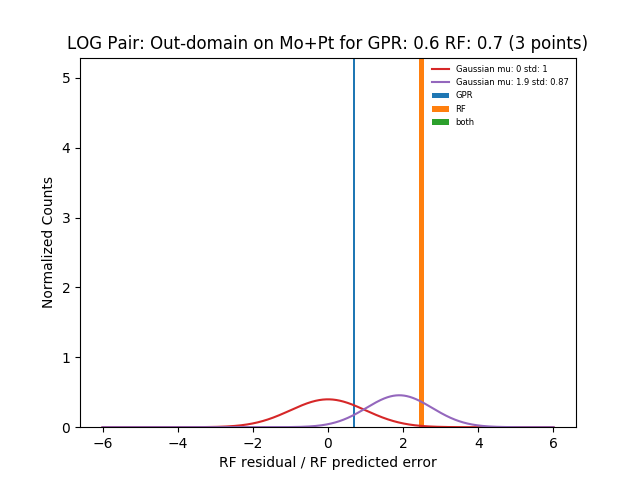 LOG Pair: Out-domain on Mo+Pt for GPR: 0.6 RF: 0.7 (3 points)
Gaussian mu: 0 std: 1
Gaussian mu: 1.9 std: 0.87
GPR
RF
both
5
4
3
2
1
0
Normalized Counts
−6 −4 −2 0 2 4 6
RF residual / RF predicted error